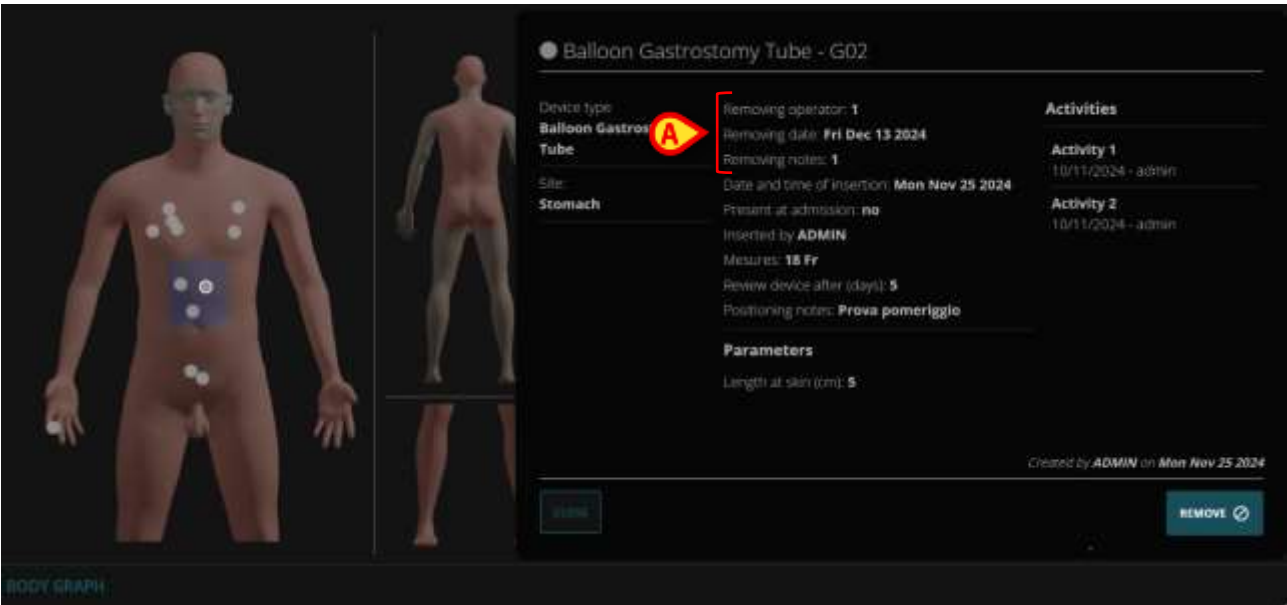 Balloon Gastrostomy Tube - G02
Device type:
Balloon Gastros
Tube
Site:
Stomach
A
Removing operator: 1
Removing date: Fri Dec 13 2024
Removing notes: 1
Date and time of insertion: Mon Nov 25 2024
Present at admission: no
Inserted by ADMIN
Mesures: 18 Fr
Review device after (days): 5
Positioning notes: Prova pomeriggio
Parameters
Length at skin (cm): 5
Activities
Activity 1
10/11/2024 - admin
Activity 2
10/11/2024 - admin
Created by ADMIN on Mon Nov 25 2024
CLOSE
REMOVE
BODY GRAPH